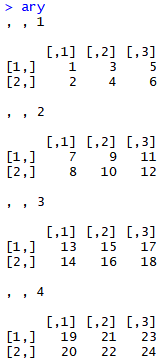 > ary
, , 1
[,1] [,2] [,3]
[1,] 1 3 5
[2,] 2 4 6
, , 2
[,1] [,2] [,3]
[1,] 7 9 11
[2,] 8 10 12
, , 3
[,1] [,2] [,3]
[1,] 13 15 17
[2,] 14 16 18
, , 4
[,1] [,2] [,3]
[1,] 19 21 23
[2,] 20 22 24